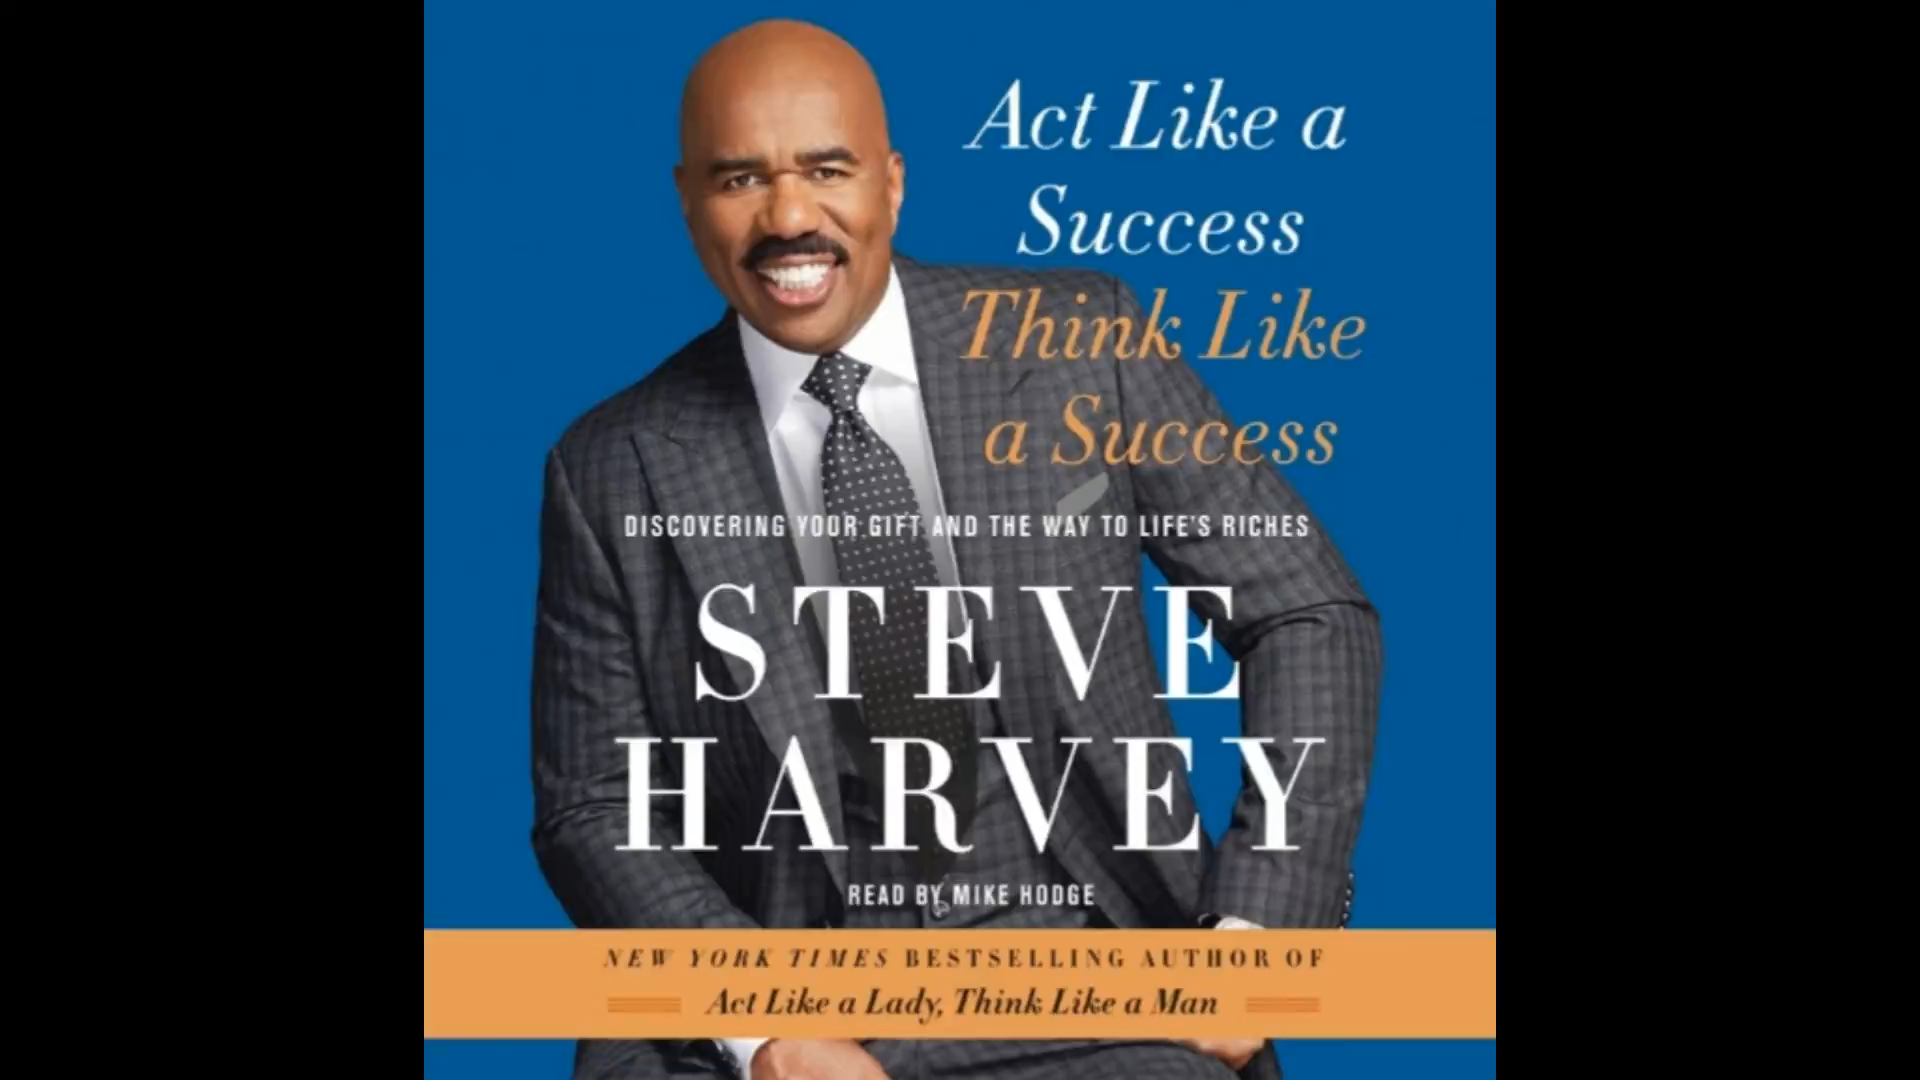 Act Like a
Success
Think Like
a Success
DISCOVERING YOUR GIFT AND THE WAY TO LIFE'S RICHES
STEVE
HARVEY
READ BY MIKE HODGE
NEW YORK TIMES BESTSELLING AUTHOR OF
Act Like a Lady, Think Like a Man